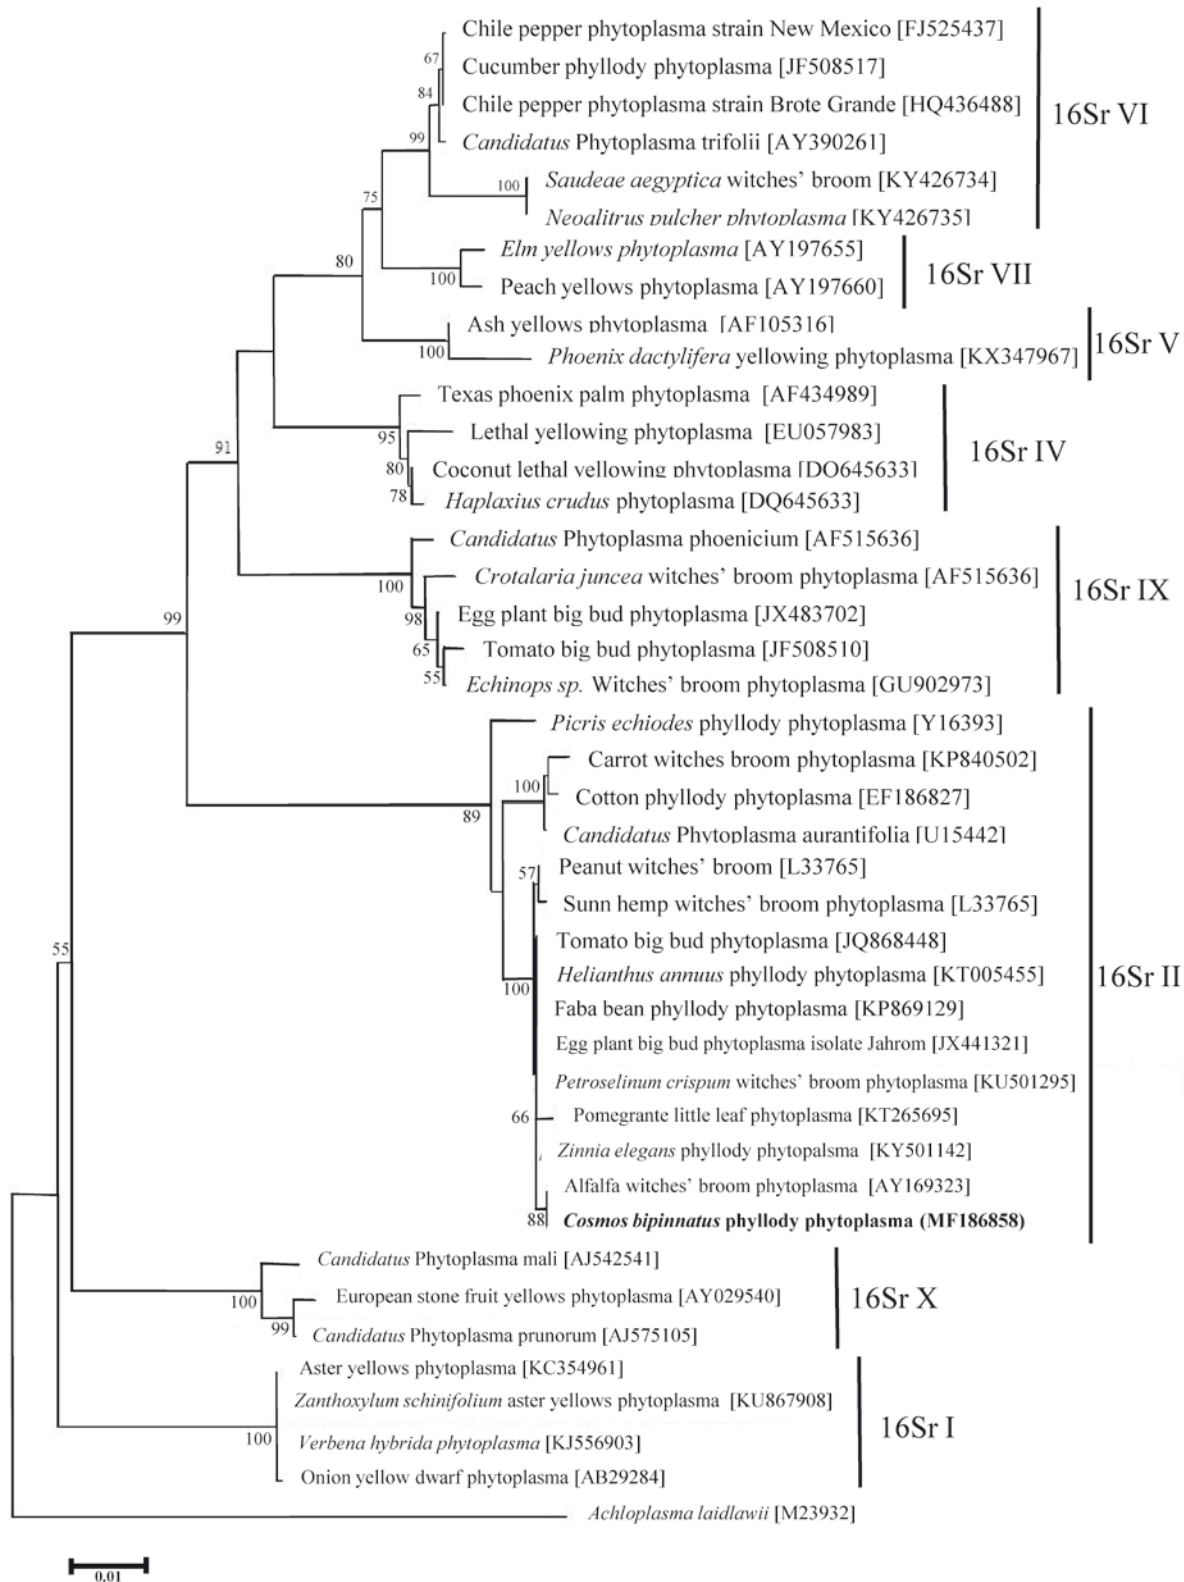 Chile pepper phytoplasma strain New Mexico [FJ525437]
67
Cucumber phyllody phytoplasma [JF508517]
84
Chile pepper phytoplasma strain Brote Grande [HQ436488]
16Sr VI
99
Candidatus Phytoplasma trifolii [AY390261]
100
Saudeae aegyptica witches’ broom [KY426734]
75
Neoalitrus pulcher phytoplasma [KY426735]
Elm yellows phytoplasma [AY197655]
80
100
Peach yellows phytoplasma [AY197660]
16Sr VII
Ash yellows phytoplasma [AF105316]
100
Phoenix dactylifera yellowing phytoplasma [KX347967]
16Sr V
Texas phoenix palm phytoplasma [AF434989]
95
Lethal yellowing phytoplasma [EU057983]
91
16Sr IV
80
Coconut lethal yellowing phytoplasma [DQ645633]
78
Haplaxius crudus phytoplasma [DQ645633]
Candidatus Phytoplasma phoenicium [AF515636]
100
Crotalaria juncea witches’ broom phytoplasma [AF515636]
16Sr IX
99
98
Egg plant big bud phytoplasma [JX483702]
65
Tomato big bud phytoplasma [JF508510]
55
Echinops sp. Witches’ broom phytoplasma [GU902973]
Picris echiodes phyllody phytoplasma [Y16393]
Carrot witches broom phytoplasma [KP840502]
100
Cotton phyllody phytoplasma [EF186827]
89
Candidatus Phytoplasma aurantifolia [U15442]
57
Peanut witches’ broom [L33765]
Sunn hemp witches’ broom phytoplasma [L33765]
55
Tomato big bud phytoplasma [JQ868448]
Helianthus annuus phyllody phytoplasma [KT005455]
16Sr II
100
Faba bean phyllody phytoplasma [KP869129]
Egg plant big bud phytoplasma isolate Jahrom [JX441321]
Petroselinum crispum witches’ broom phytoplasma [KU501295]
66
Pomegrante little leaf phytoplasma [KT265695]
Zinnia elegans phyllody phytopalsma [KY501142]
Alfalfa witches’ broom phytoplasma [AY169323]
88
Cosmos bipinnatus phyllody phytoplasma (MF186858)
Candidatus Phytoplasma mali [AJ542541]
100
European stone fruit yellows phytoplasma [AY029540]
16Sr X
99
Candidatus Phytoplasma prunorum [AJ575105]
Aster yellows phytoplasma [KC354961]
Zanthoxylum schinifolium aster yellows phytoplasma [KU867908]
16Sr I
100
Verbena hybrida phytoplasma [KJ556903]
Onion yellow dwarf phytoplasma [AB29284]
Achloplasma laidlawii [M23932]
0.01